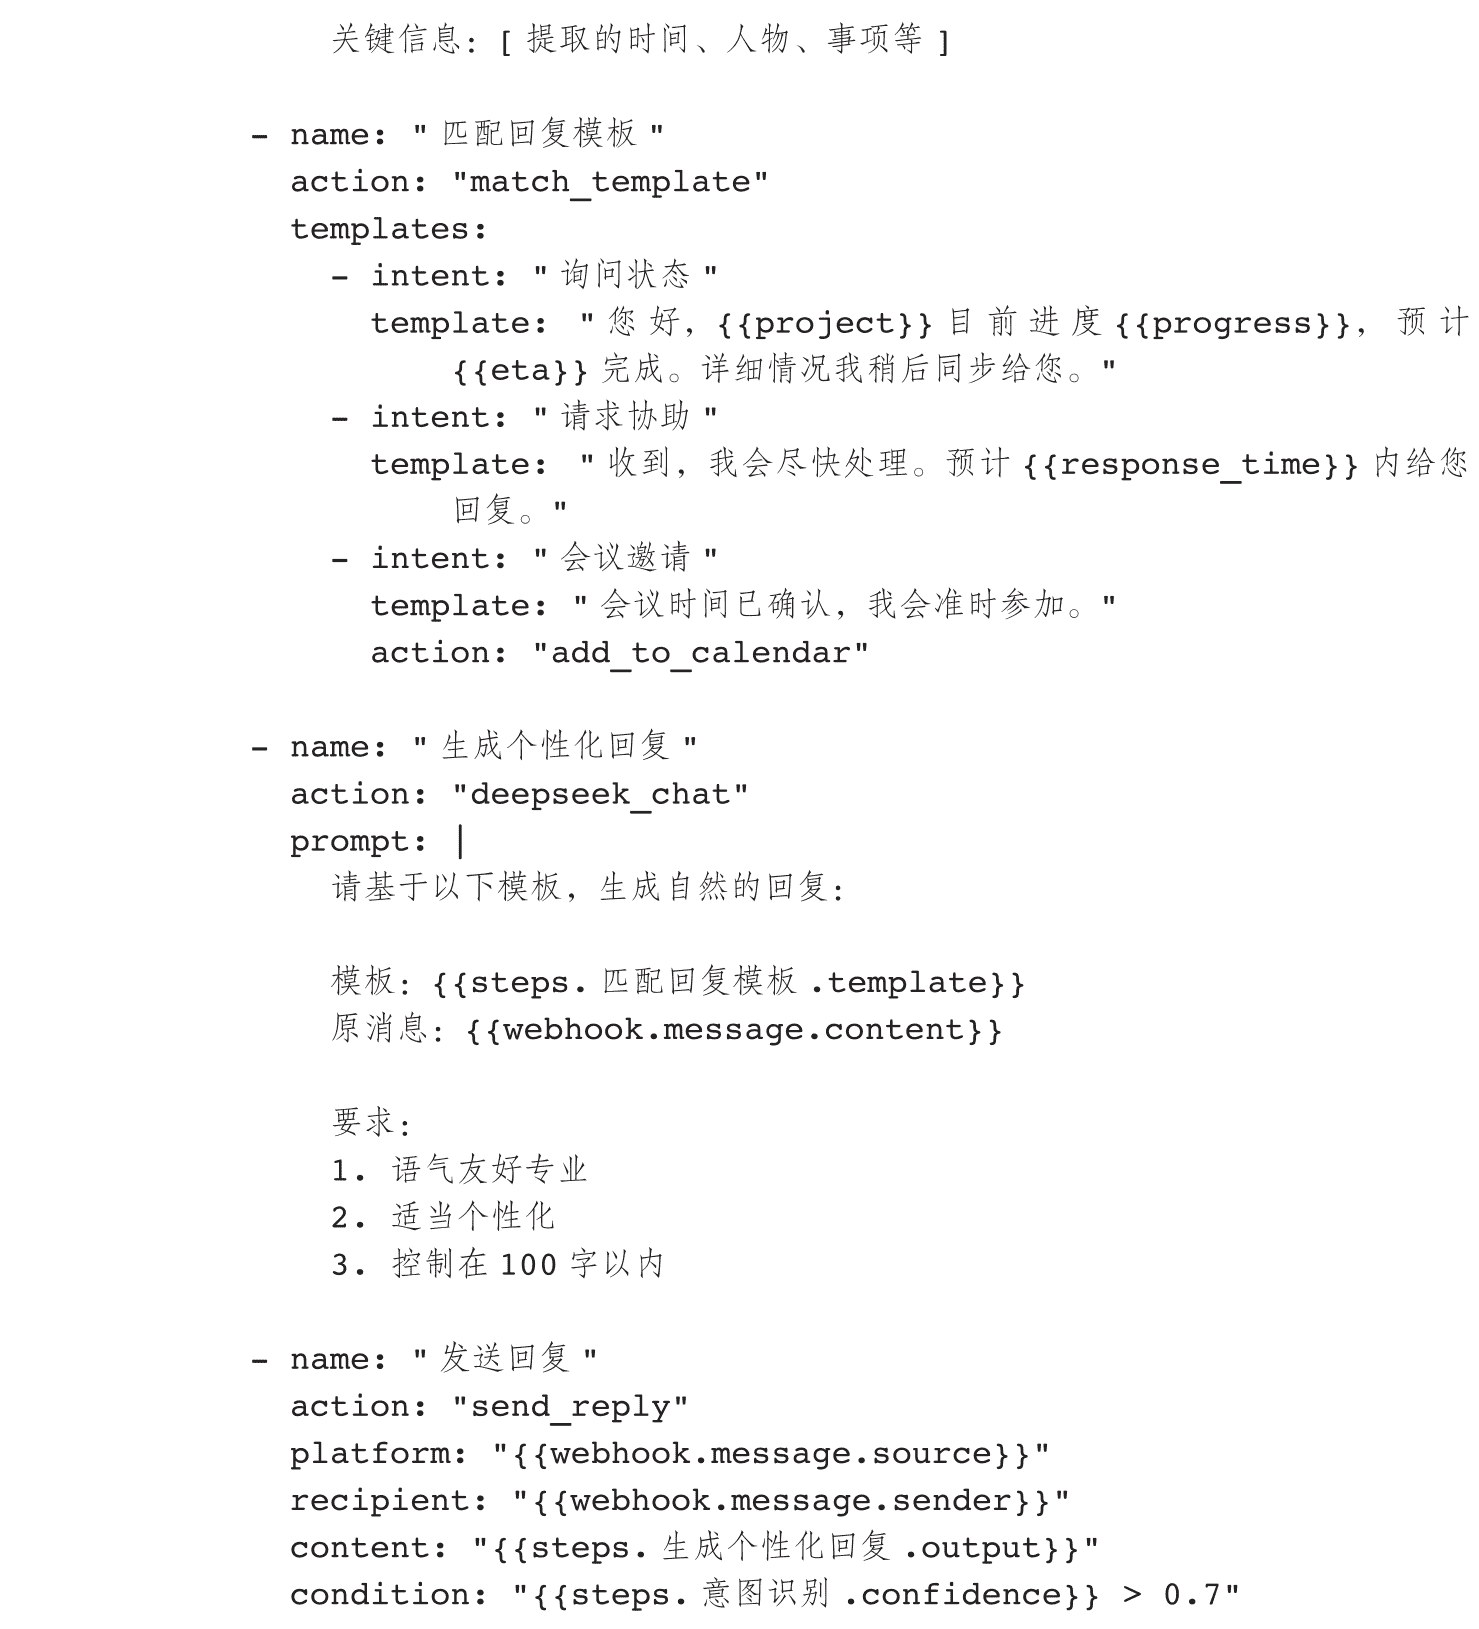 关键信息：[ 提取的时间、人物、事项等 ]
- name: " 匹配回复模板 "
action: "match_template"
templates:
- intent: " 询问状态 "
template: " 您好，{{project}} 目前进度 {{progress}}，预计
{{eta}} 完成。详细情况我稍后同步给您。"
- intent: " 请求协助 "
template: " 收到，我会尽快处理。预计 {{response_time}} 内给您
回复。"
- intent: " 会议邀请 "
template: " 会议时间已确认，我会准时参加。"
action: "add_to_calendar"
- name: " 生成个性化回复 "
action: "deepseek_chat"
prompt: |
请基于以下模板，生成自然的回复：
模板：{{steps. 匹配回复模板 .template}}
原消息：{{webhook.message.content}}
要求：
1. 语气友好专业
2. 适当个性化
3. 控制在 100 字以内
- name: " 发送回复 "
action: "send_reply"
platform: "{{webhook.message.source}}"
recipient: "{{webhook.message.sender}}"
content: "{{steps. 生成个性化回复 .output}}"
condition: "{{steps. 意图识别 .confidence}} > 0.7"